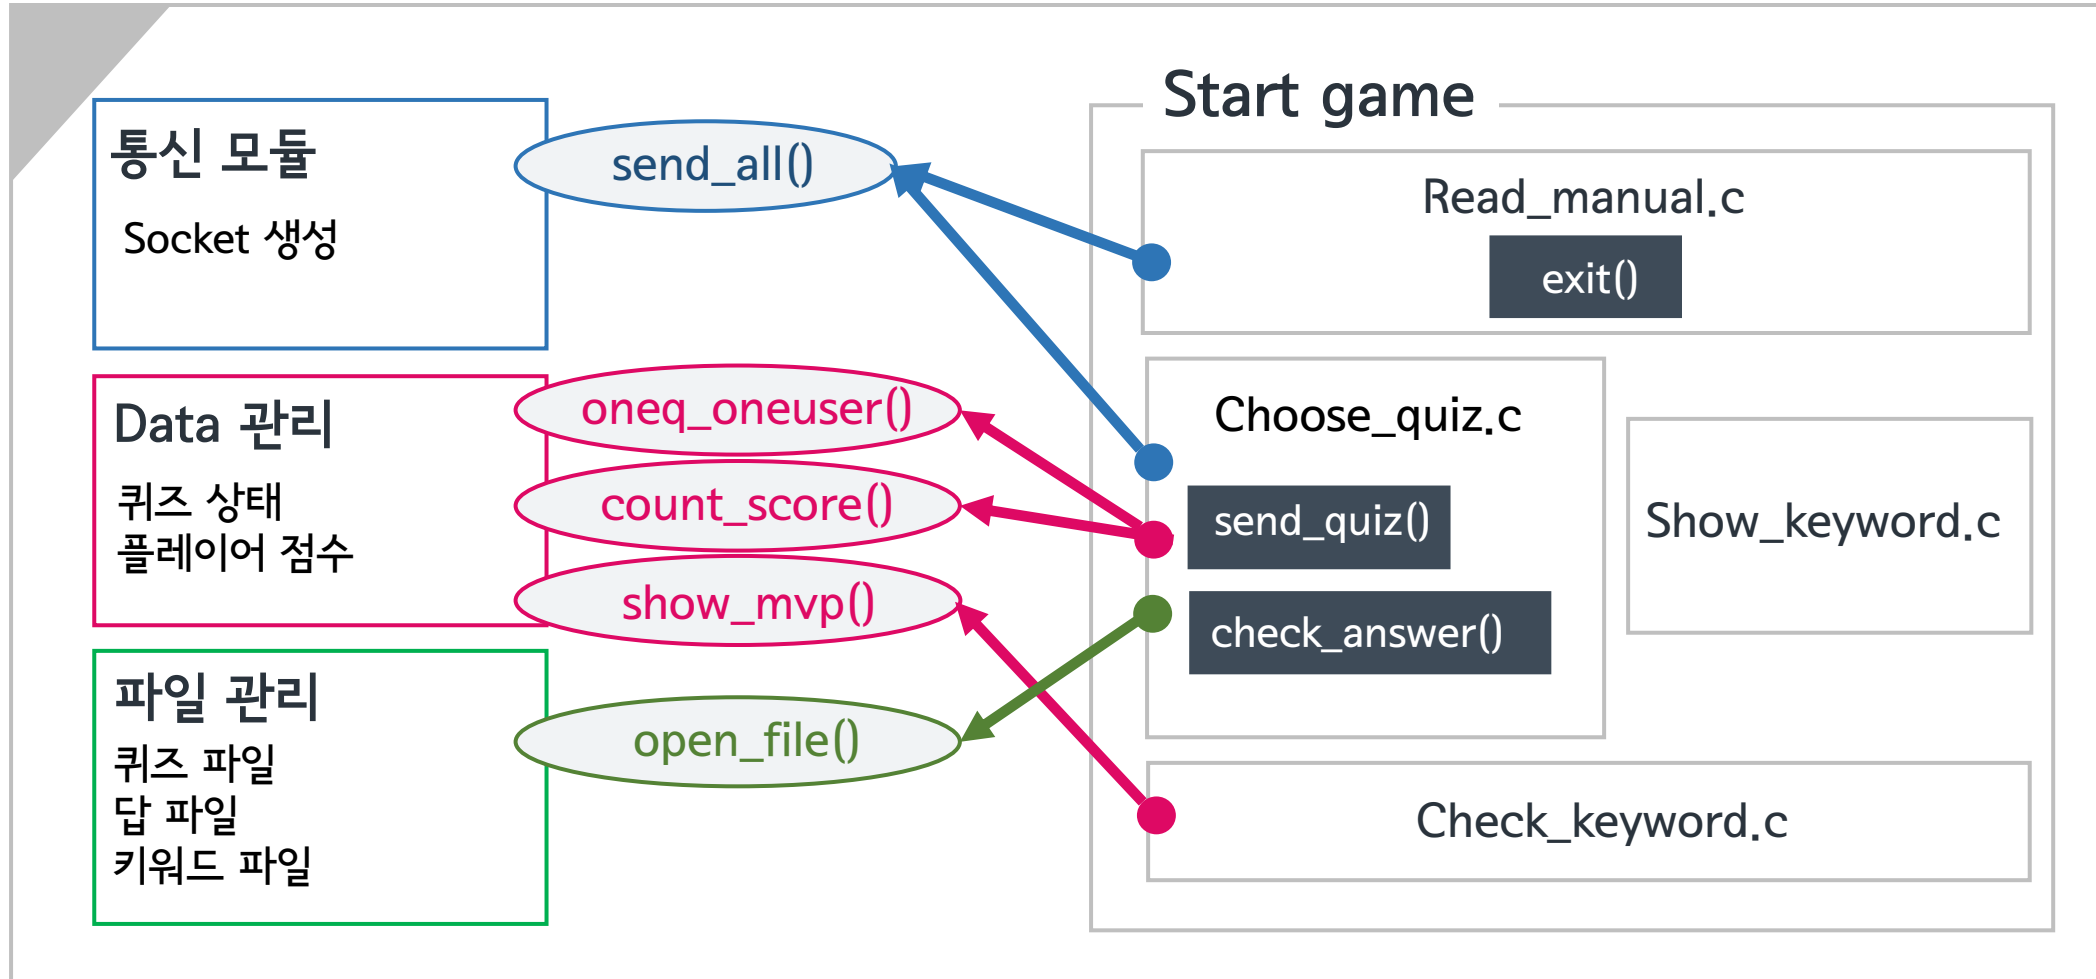 통신 모듈
Socket 생성
send_all()
Data 관리
퀴즈 상태
플레이어 점수
oneq_oneuser()
count_score()
show_mvp()
파일 관리
퀴즈 파일
답 파일
키워드 파일
open_file()
Start game
Read_manual.c
exit()
Choose_quiz.c
send_quiz()
check_answer()
Show_keyword.c
Check_keyword.c